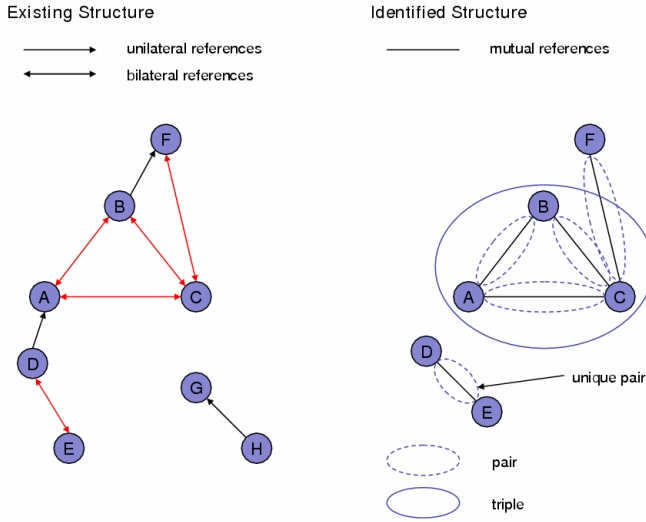 Existing Structure
unilateral references
bilateral references
F
B
A
C
D
G
E
H
Identified Structure
mutual references
F
B
A
C
D
unique pair
E
pair
triple